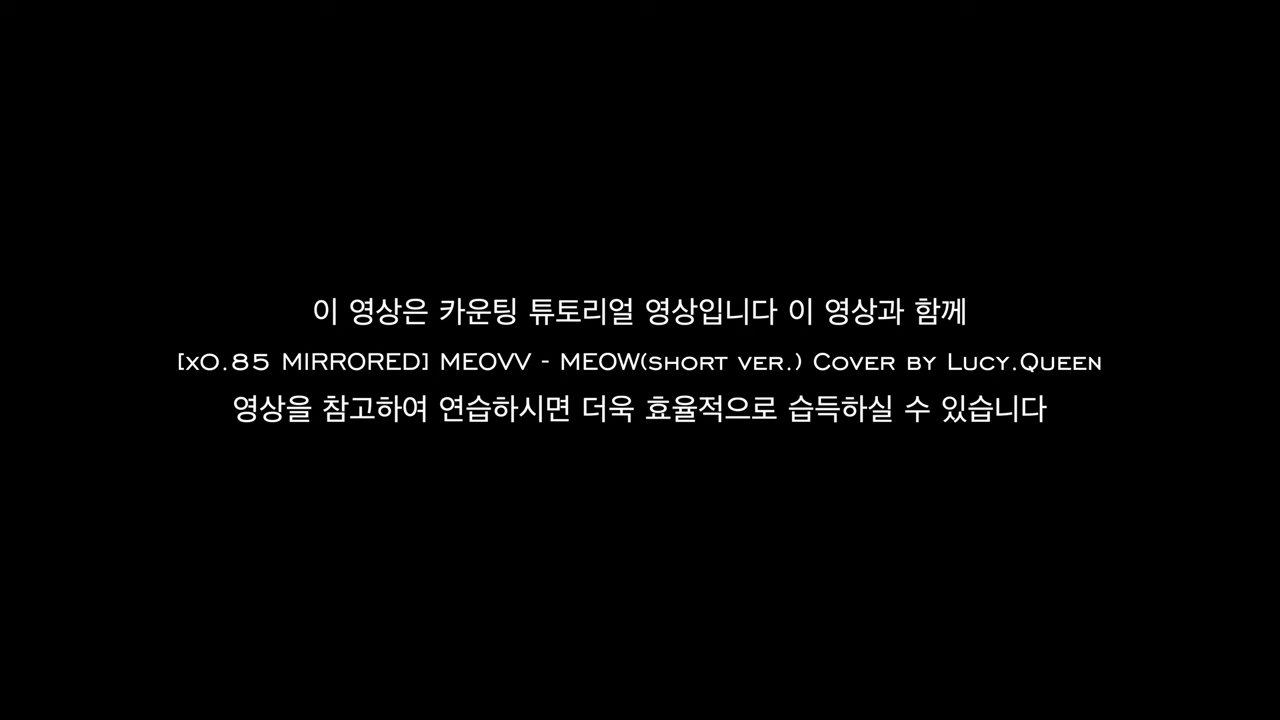 이 영상은 카운팅 튜토리얼 영상입니다 이 영상과 함께
[x0.85 MIRRORED] MEOVV - MEOW(short ver.) Cover by Lucy.Queen
영상을 참고하여 연습하시면 더욱 효율적으로 습득하실 수 있습니다